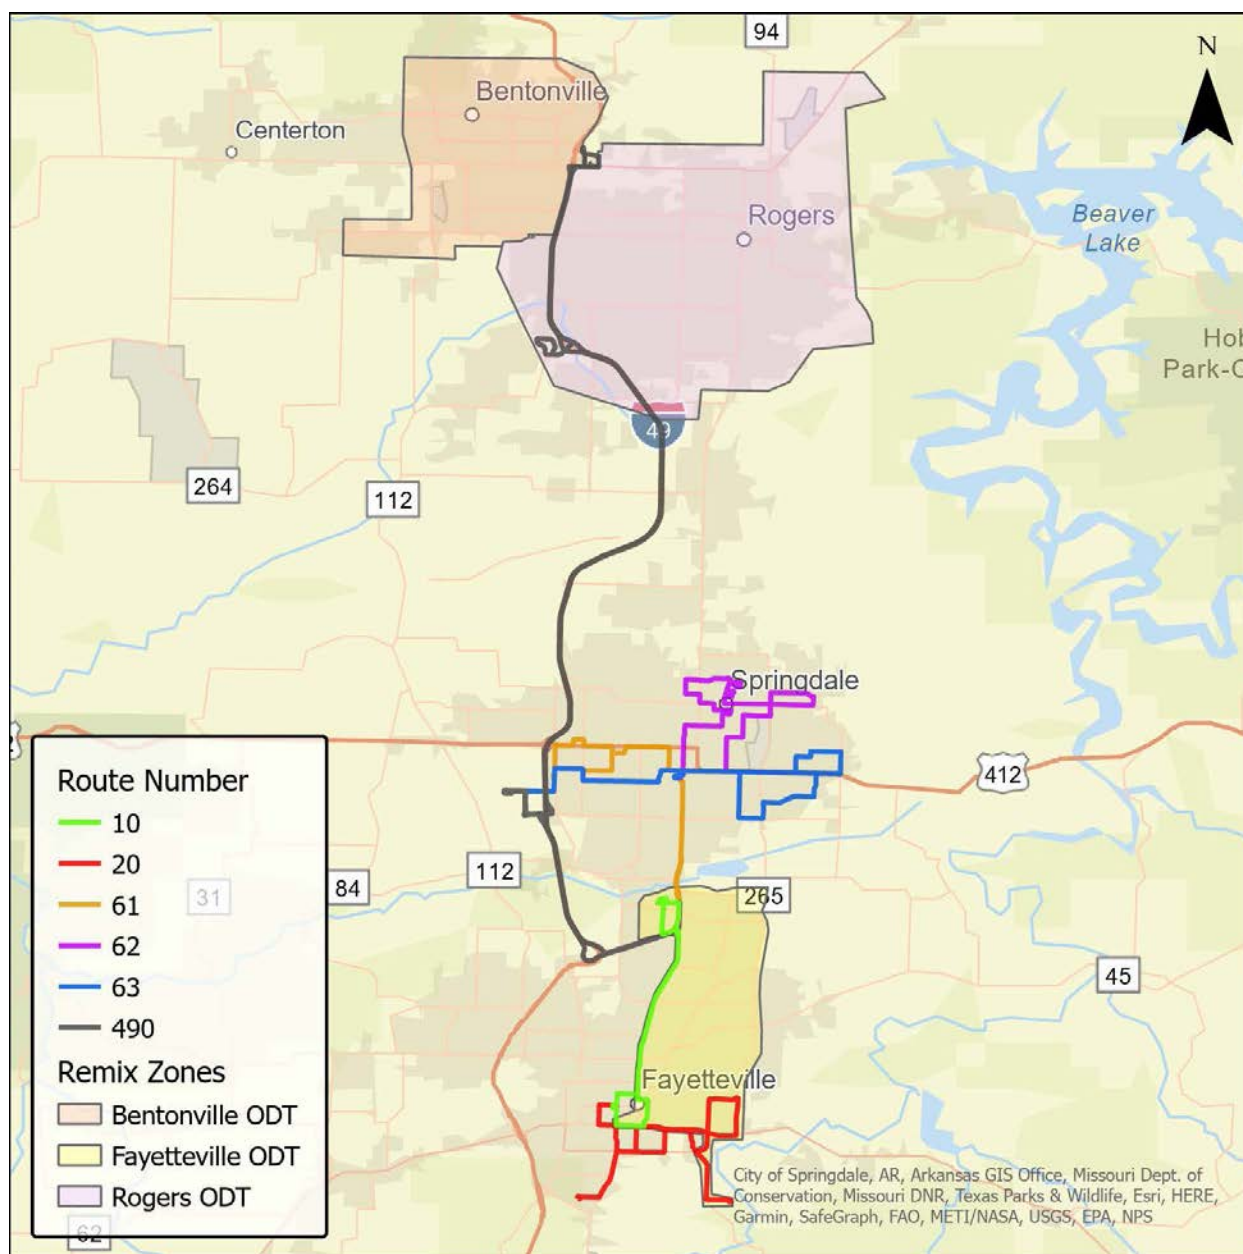 94
N
Bentonville
Centerton
Rogers
Beaver
Lake
49
264
112
Springdale
412
112
84
265
45
Fayetteville
Route Number
10
20
61
62
63
490
Remix Zones
Bentonville ODT
Fayetteville ODT
Rogers ODT
31
62
City of Springdale, AR, Arkansas GIS Office, Missouri Dept. of
Conservation, Missouri DNR, Texas Parks & Wildlife, Esri, HERE,
Garmin, SafeGraph, FAO, METI/NASA, USGS, EPA, NPS